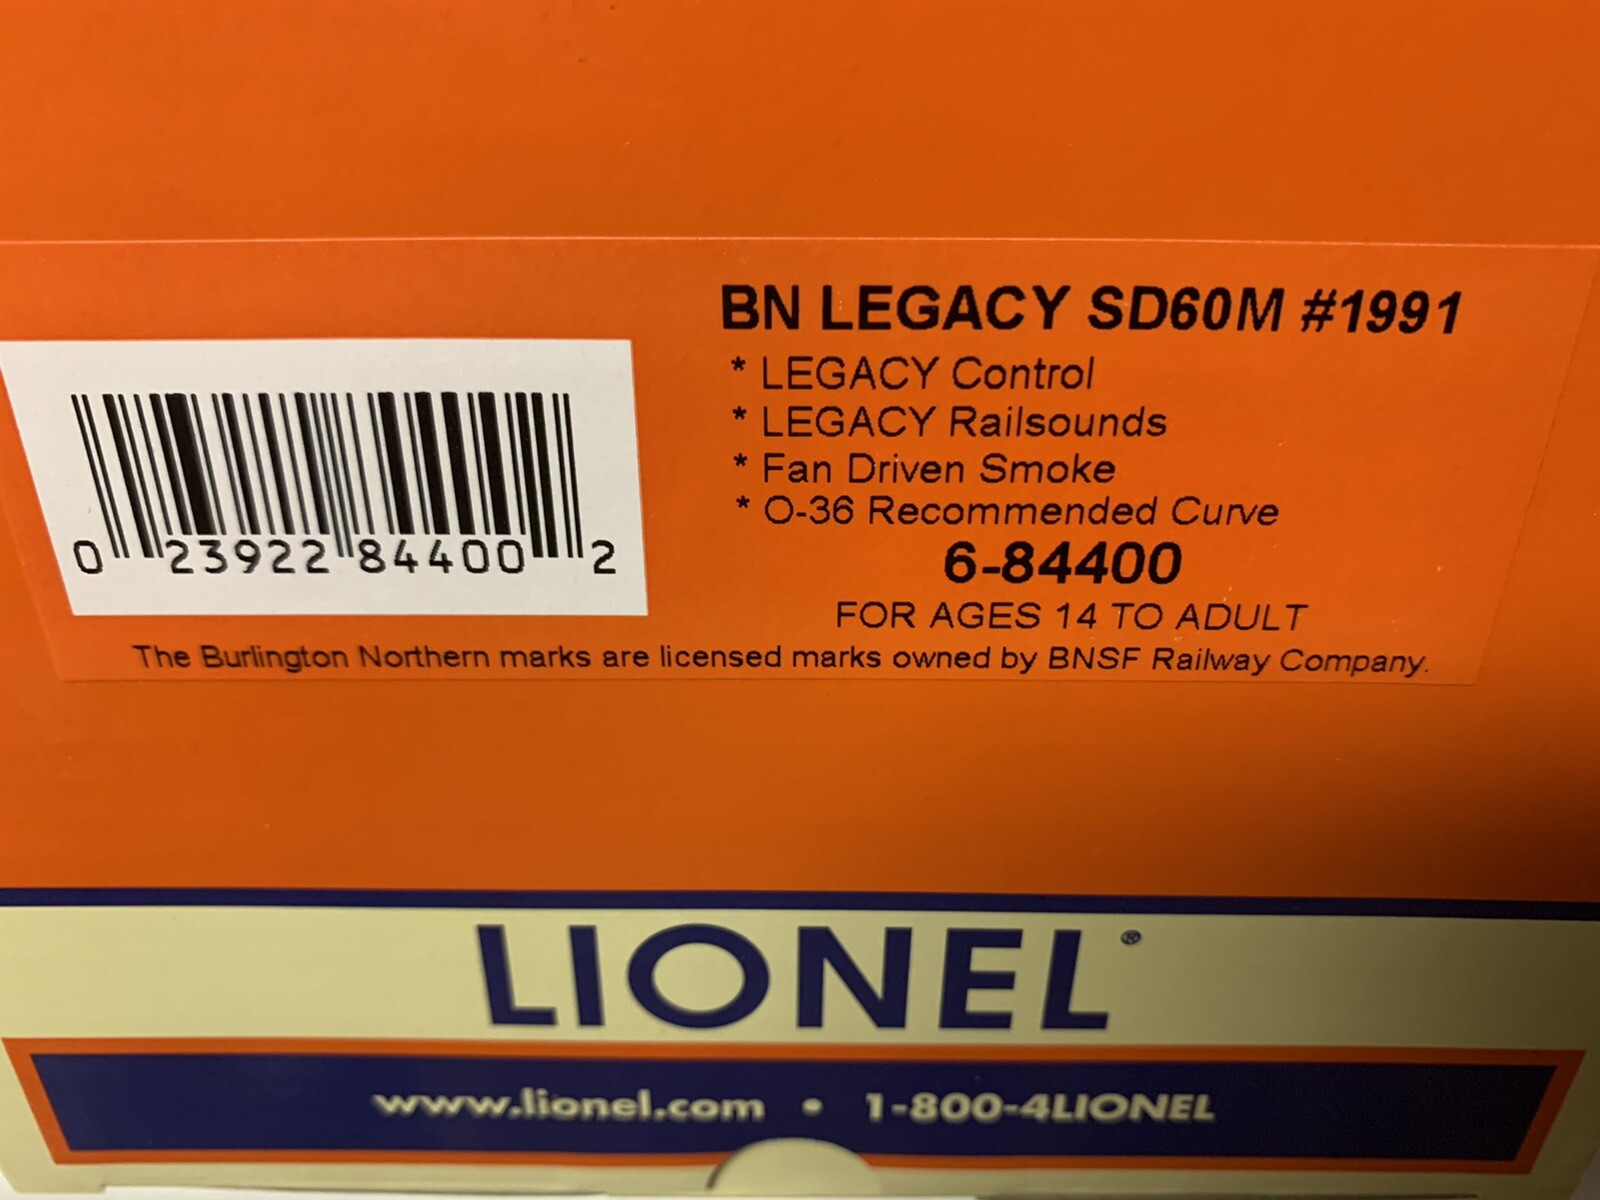 BN LEGACY SD60M #1991
* LEGACY Control
* LEGACY Railsounds
* Fan Driven Smoke
* O-36 Recommended Curve
6-84400
FOR AGES 14 TO ADULT
0 23922 84400 2
The Burlington Northern marks are licensed marks owned by BNSF Railway Company.
LIONEL®
www.lionel.com • 1-800-4LIONEL